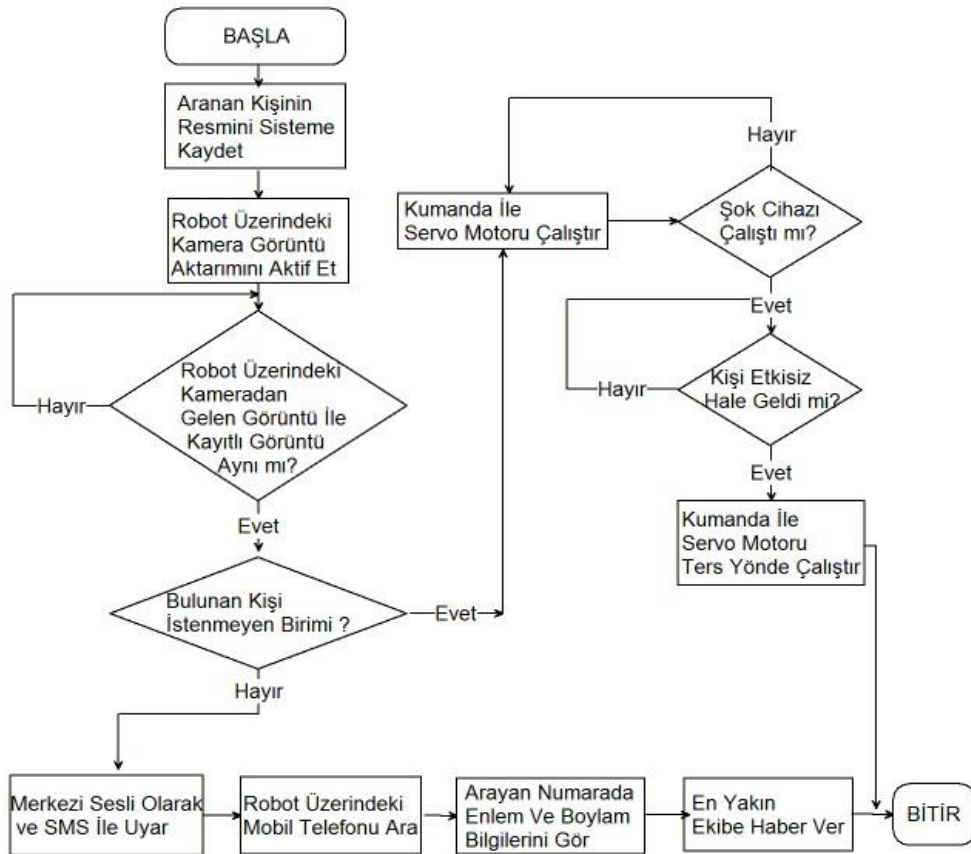 BAŞLA
Aranan Kişinin
Resmini Sisteme
Kaydet
Robot Üzerindeki
Kamera Görüntü
Aktarımını Aktif Et
Robot Üzerindeki
Kameradan
Gelen Görüntü İle
Kayıtlı Görüntü
Aynı mı?
Hayır
Evet
Bulunan Kişi
İstenmeyen Birimi ?
Evet
Hayır
Kumanda İle
Servo Motoru Çalıştır
Hayır
Şok Cihazı
Çalıştı mı?
Evet
Kişi Etkisiz
Hale Geldi mi?
Hayır
Evet
Kumanda İle
Servo Motoru
Ters Yönde Çalıştır
Merkezi Sesli Olarak
ve SMS İle Uyar
Robot Üzerindeki
Mobil Telefonu Ara
Arayan Numarada
Enlem Ve Boylam
Bilgilerini Gör
En Yakın
Ekibe Haber Ver
BİTİR